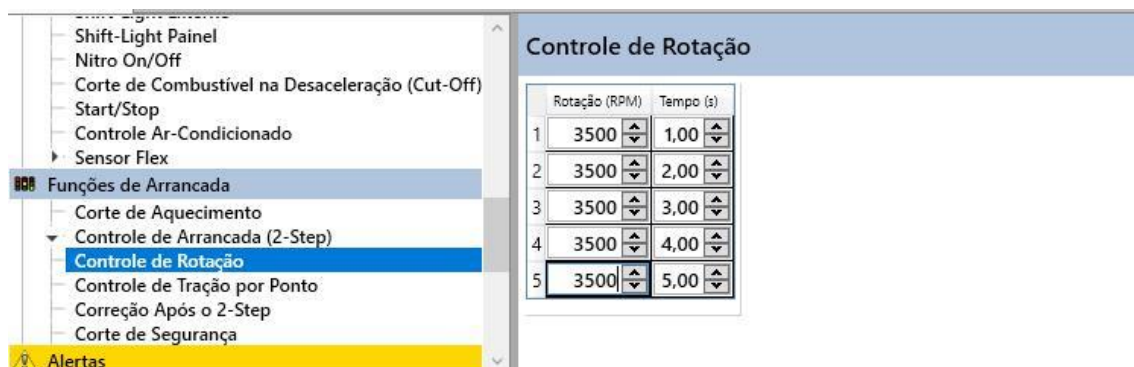 Shift-Light Painel
Nitro On/Off
Corte de Combustível na Desaceleração (Cut-Off)
Start/Stop
Controle Ar-Condicionado
Sensor Flex
Funções de Arrancada
Corte de Aquecimento
Controle de Arrancada (2-Step)
Controle de Rotação
Controle de Tração por Ponto
Correção Após o 2-Step
Corte de Segurança
Alertas
Controle de Rotação
Rotação (RPM) Tempo (s)
1 3500 1,00
2 3500 2,00
3 3500 3,00
4 3500 4,00
5 3500 5,00